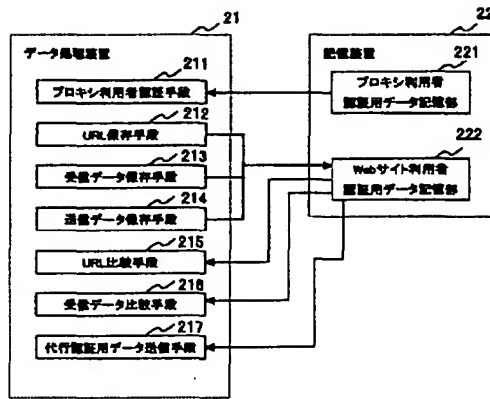 21
データ処理装置
211
プロキシ利用者認証手段
212
URL保存手段
213
受信データ保存手段
214
送信データ保存手段
215
URL比較手段
216
受信データ比較手段
217
代行認証用データ送信手段
22
記憶装置
221
プロキシ利用者
認証用データ記憶部
222
Webサイト利用者
認証用データ記憶部